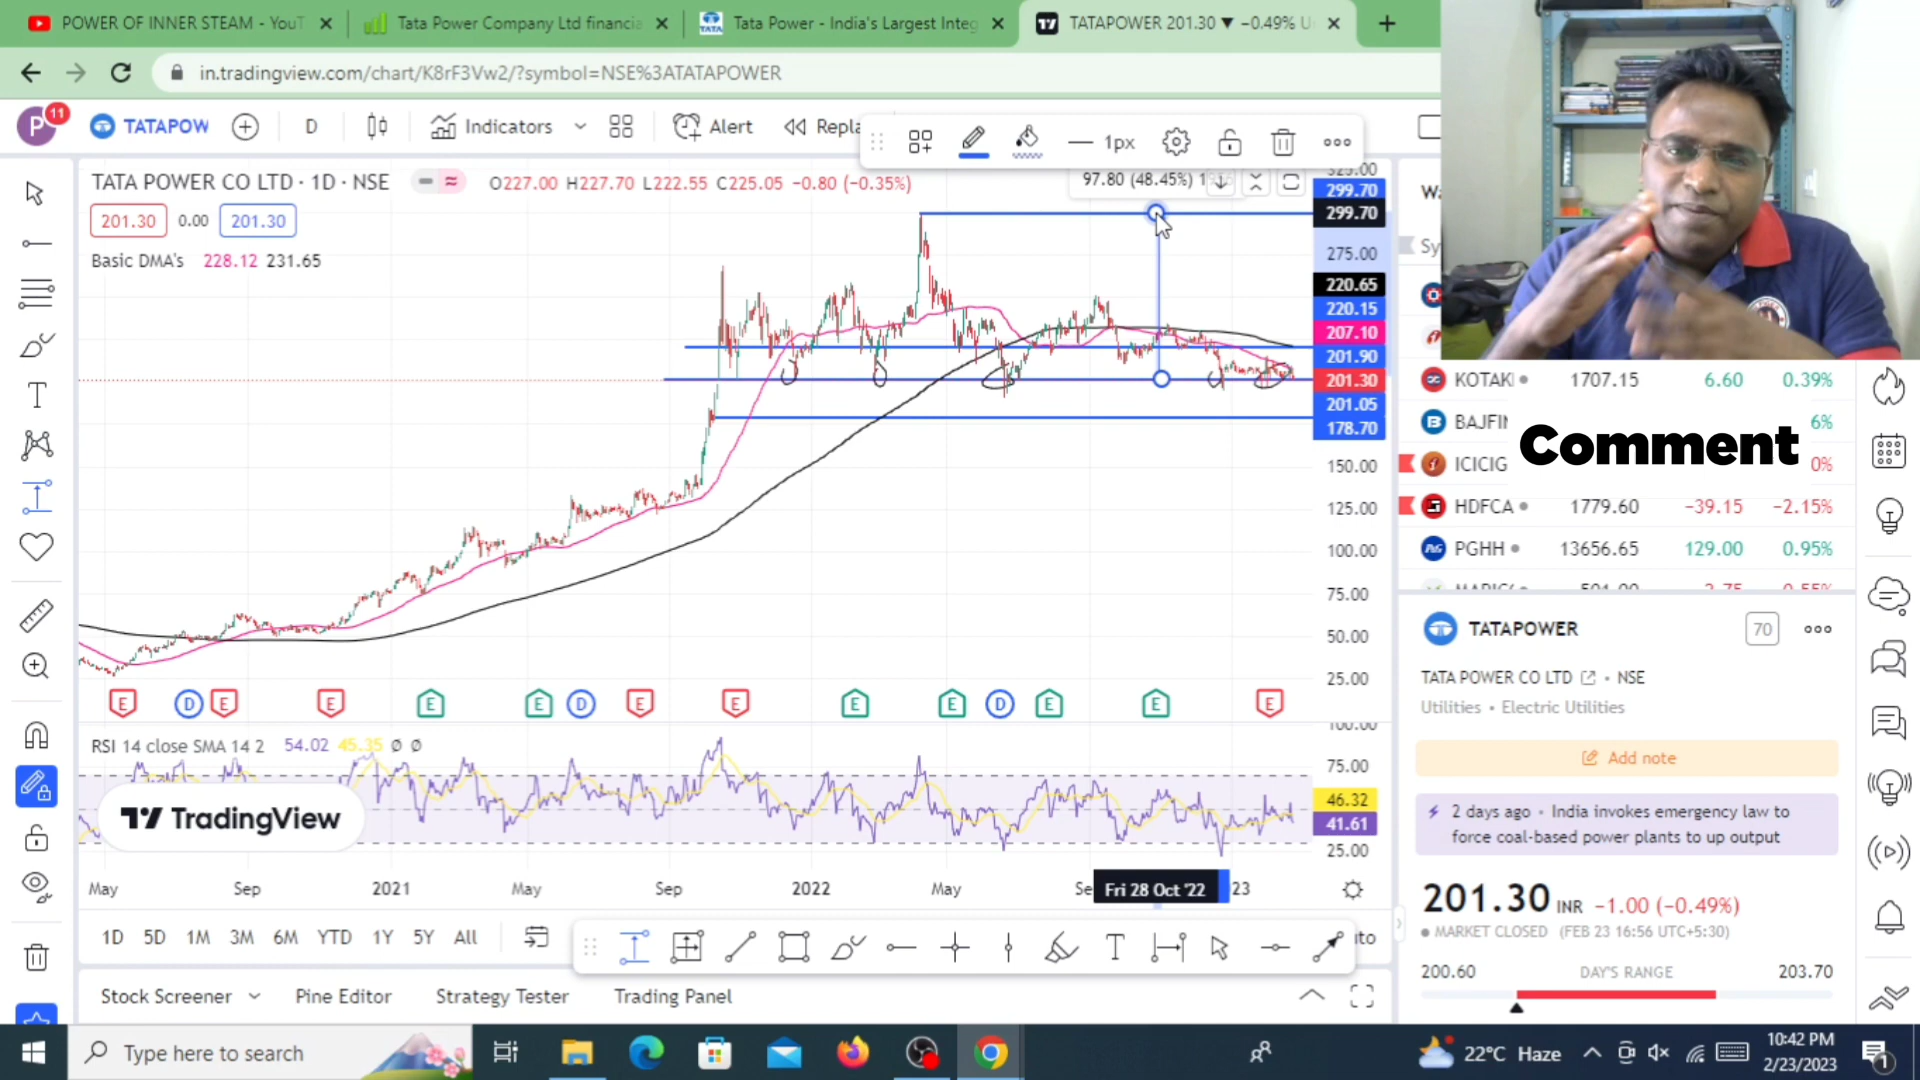 POWER OF INNER STEAM - YouT
Tata Power Company Ltd financia
TATA
Tata Power - India's Largest Integ
TATAPOWER 201.30 ▼ −0.49% U
in.tradingview.com/chart/K8rF3Vw2/?symbol=NSE%3ATATAPOWER
P 11
TATAPOW
D
Indicators
Alert
Repla
1px
TATA POWER CO LTD · 1D · NSE
O227.00 H227.70 L222.55 C225.05 −0.80 (−0.35%)
97.80 (48.45%)
201.30 0.00 201.30
Basic DMA's 228.12 231.65
325.00
299.70
299.70
275.00
220.65
220.15
207.10
201.90
201.30
201.05
178.70
150.00
125.00
100.00
75.00
50.00
25.00
E D E E E E D E E E E D E E E
RSI 14 close SMA 14 2 54.02 45.35 Ø Ø
100.00
75.00
46.32
41.61
25.00
TradingView
May Sep 2021 May Sep 2022 May Se Fri 28 Oct '22 23
1D 5D 1M 3M 6M YTD 1Y 5Y All
T
T
Stock Screener Pine Editor Strategy Tester Trading Panel
KOTAK 1707.15 6.60 0.39%
BAJFI 6%
ICICIG 0%
Comment
HDFCA 1779.60 −39.15 −2.15%
P&G PGHH 13656.65 129.00 0.95%
TATAPOWER 70
TATA POWER CO LTD • NSE
Utilities • Electric Utilities
Add note
2 days ago • India invokes emergency law to
force coal-based power plants to up output
201.30 INR −1.00 (−0.49%)
MARKET CLOSED (FEB 23 16:56 UTC+5:30)
200.60 DAY'S RANGE 203.70
Type here to search
22°C Haze
10:42 PM
2/23/2023
1